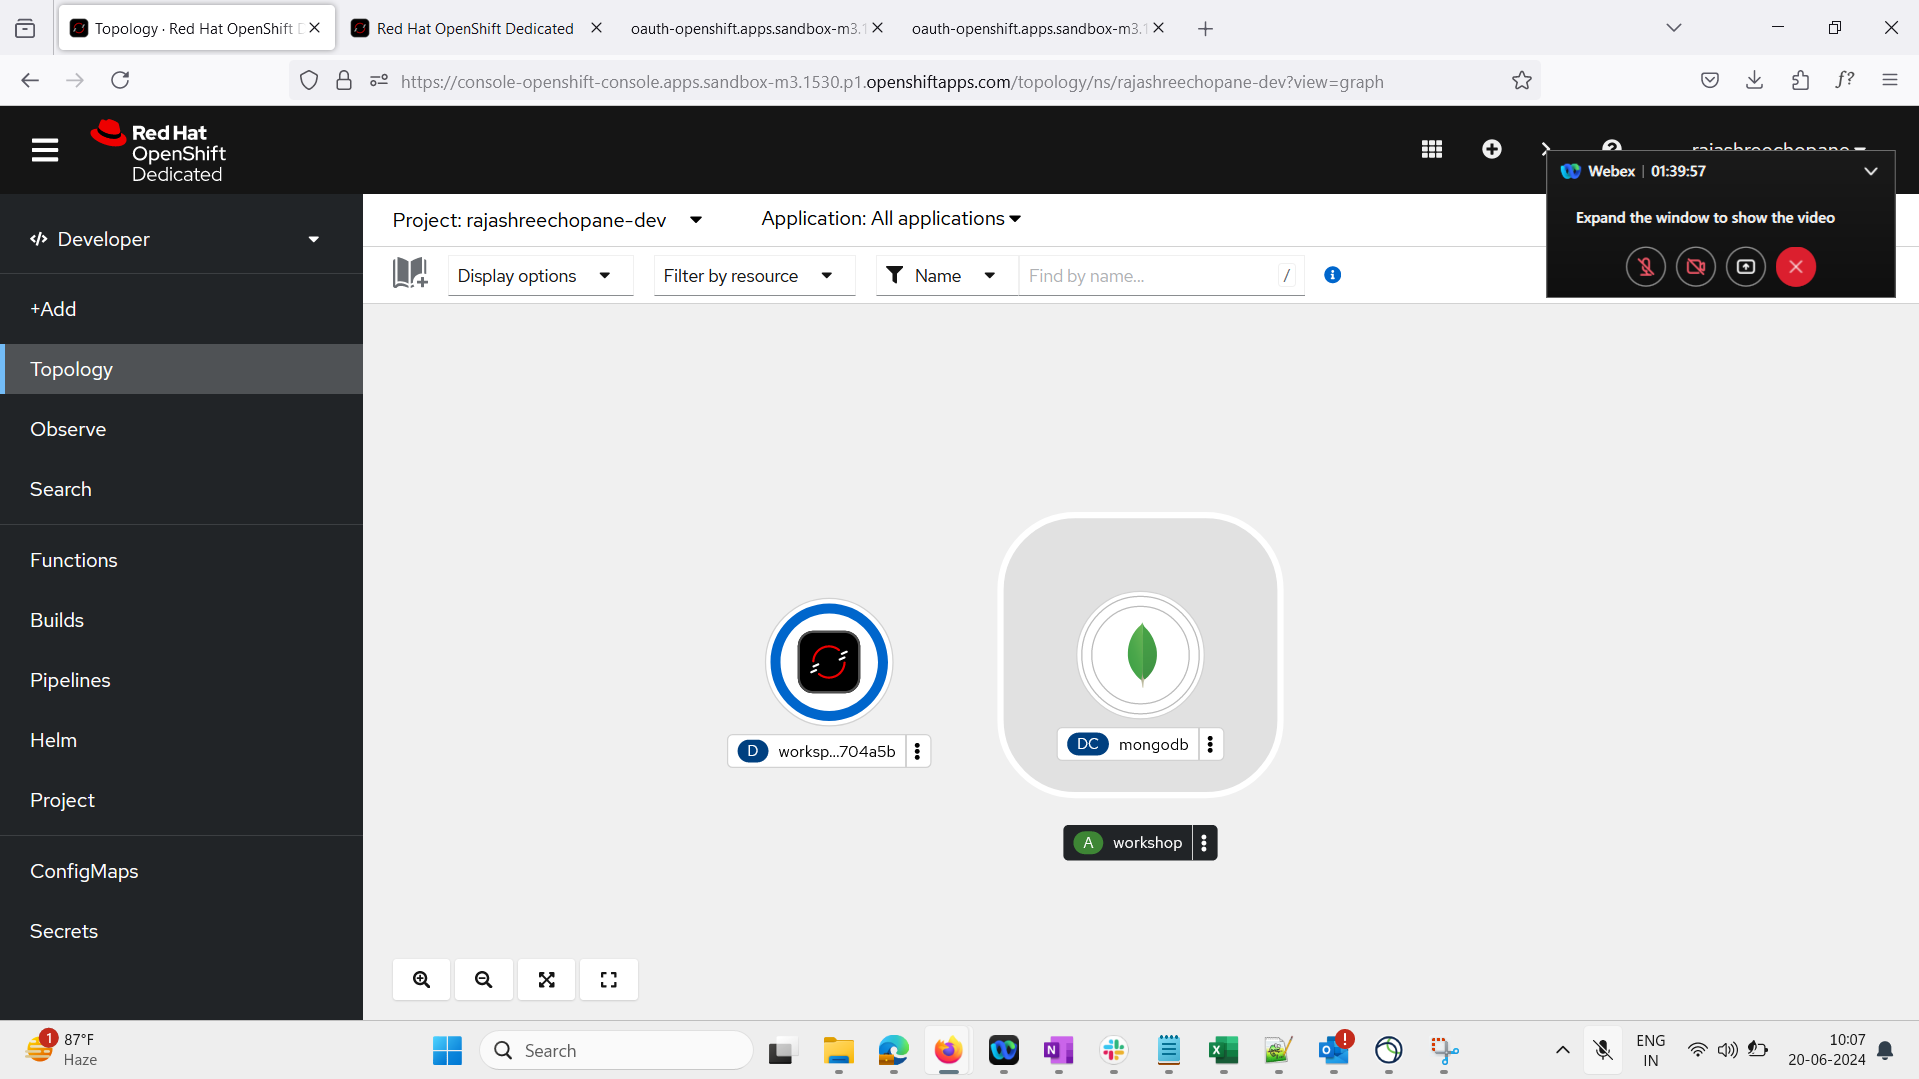 Topology · Red Hat OpenShift D
Red Hat OpenShift Dedicated
oauth-openshift.apps.sandbox-m3.1
oauth-openshift.apps.sandbox-m3.1
https://console-openshift-console.apps.sandbox-m3.1530.p1.openshiftapps.com/topology/ns/rajashreechopane-dev?view=graph
Red Hat
OpenShift
Dedicated
rajashreechopane
Webex | 01:39:57
Expand the window to show the video
Developer
Project: rajashreechopane-dev
Application: All applications
Display options
Filter by resource
Name
Find by name...
/
+Add
Topology
Observe
Search
Functions
Builds
Pipelines
Helm
Project
ConfigMaps
Secrets
D worksp...704a5b
DC mongodb
A workshop
1
87°F
Haze
Search
ENG
IN
10:07
20-06-2024